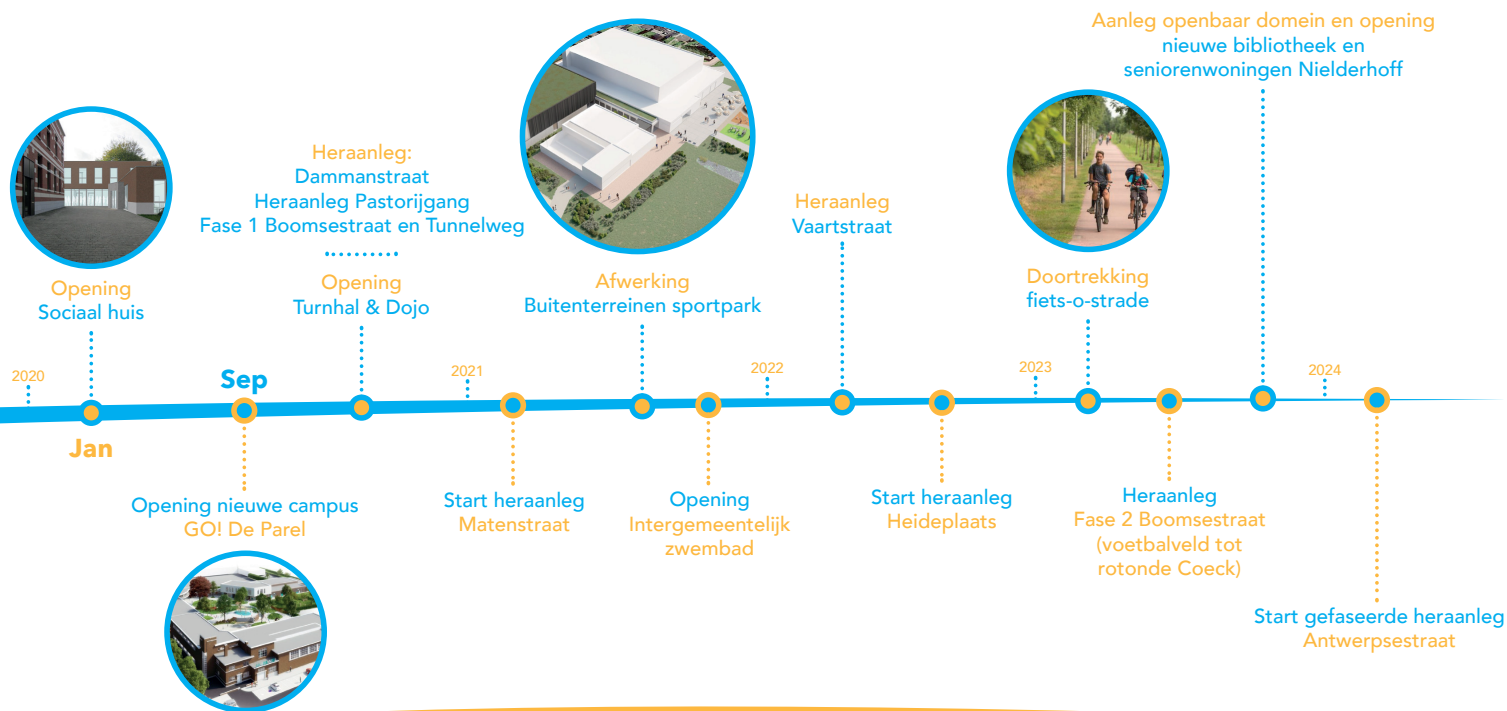 Aanleg openbaar domein en opening
nieuwe bibliotheek en
seniorenwoningen Nielderhoff
Heraanleg:
Dammanstraat
Heraanleg Pastorijgang
Fase 1 Boomsestraat en Tunnelweg
Heraanleg
Vaartstraat
Opening
Sociaal huis
Opening
Turnhal & Dojo
Afwerking
Buitenterreinen sportpark
Doortrekking
fiets-o-strade
2020
Sep
2021
2022
2023
2024
Jan
Opening nieuwe campus
GO! De Parel
Start heraanleg
Matenstraat
Opening
Intergemeentelijk
zwembad
Start heraanleg
Heideplaats
Heraanleg
Fase 2 Boomsestraat
(voetbalveld tot
rotonde Coeck)
Start gefaseerde heraanleg
Antwerpsestraat